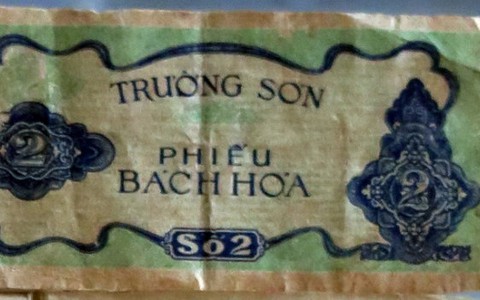 TRƯỜNG SƠN
2
PHIẾU
BÁCH HÓA
2
Số 2